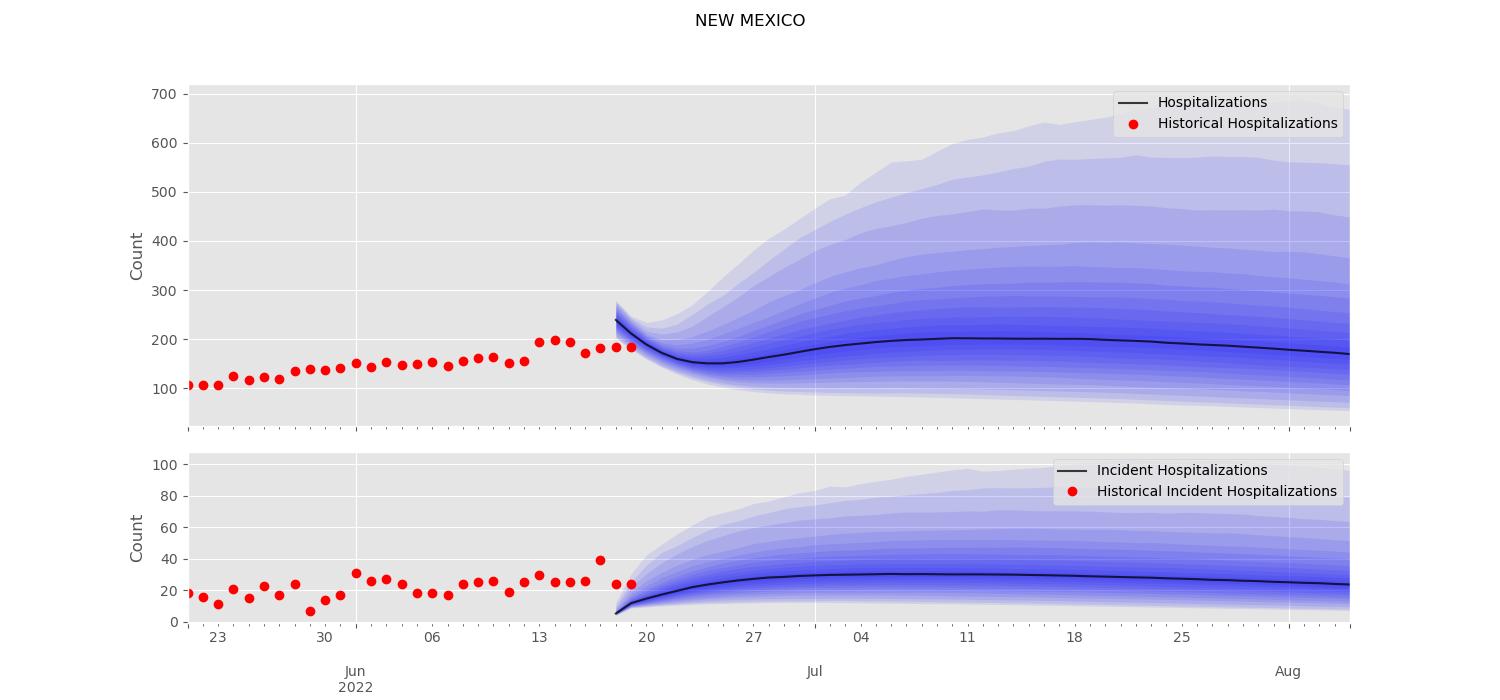 NEW MEXICO
700
600
500
400
300
200
100
Count
Hospitalizations
Historical Hospitalizations
100
80
60
40
20
0
Count
Incident Hospitalizations
Historical Incident Hospitalizations
23 30 06 13 20 27 04 11 18 25
Jun Jul Aug
2022